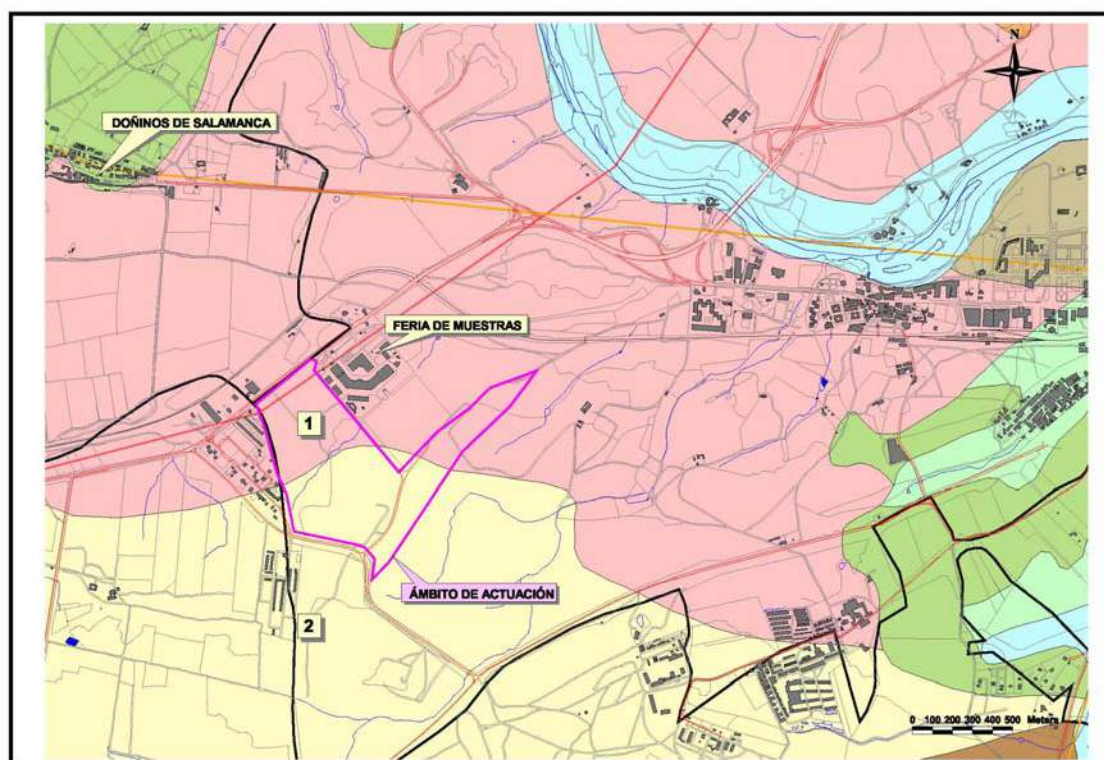 N
DOÑINOS DE SALAMANCA
FERIA DE MUESTRAS
1
ÁMBITO DE ACTUACIÓN
2
0 100 200 300 400 500 Meters